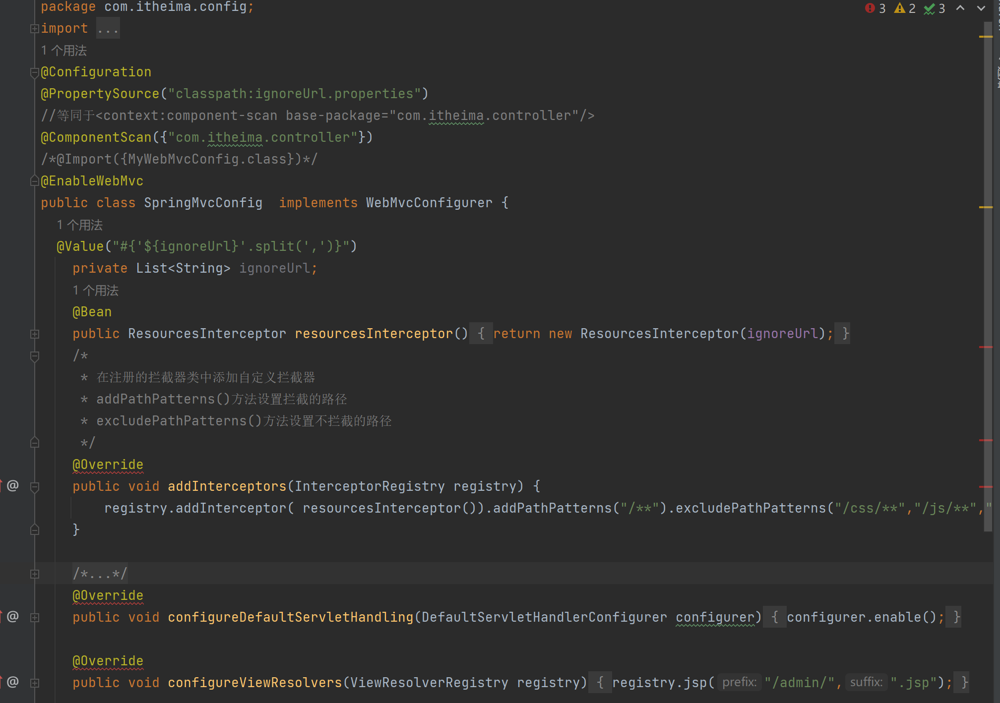 package com.itheima.config;
3 2 3
import ...
1 个用法
@Configuration
@PropertySource("classpath:ignoreUrl.properties")
//等同于<context:component-scan base-package="com.itheima.controller"/>
@ComponentScan({"com.itheima.controller"})
/*@Import({MyWebMvcConfig.class})*/
@EnableWebMvc
public class SpringMvcConfig  implements WebMvcConfigurer {
1 个用法
@Value("#{'${ignoreUrl}'.split(',')}")
private List<String> ignoreUrl;
1 个用法
@Bean
public ResourcesInterceptor resourcesInterceptor() { return new ResourcesInterceptor(ignoreUrl); }
/*
* 在注册的拦截器类中添加自定义拦截器
* addPathPatterns()方法设置拦截的路径
* excludePathPatterns()方法设置不拦截的路径
*/
@Override
@ public void addInterceptors(InterceptorRegistry registry) {
registry.addInterceptor( resourcesInterceptor()).addPathPatterns("/**").excludePathPatterns("/css/**","/js/**","
}
/*...*/
@Override
@ public void configureDefaultServletHandling(DefaultServletHandlerConfigurer configurer) { configurer.enable(); }
@Override
@ public void configureViewResolvers(ViewResolverRegistry registry) { registry.jsp( prefix: "/admin/", suffix: ".jsp"); }